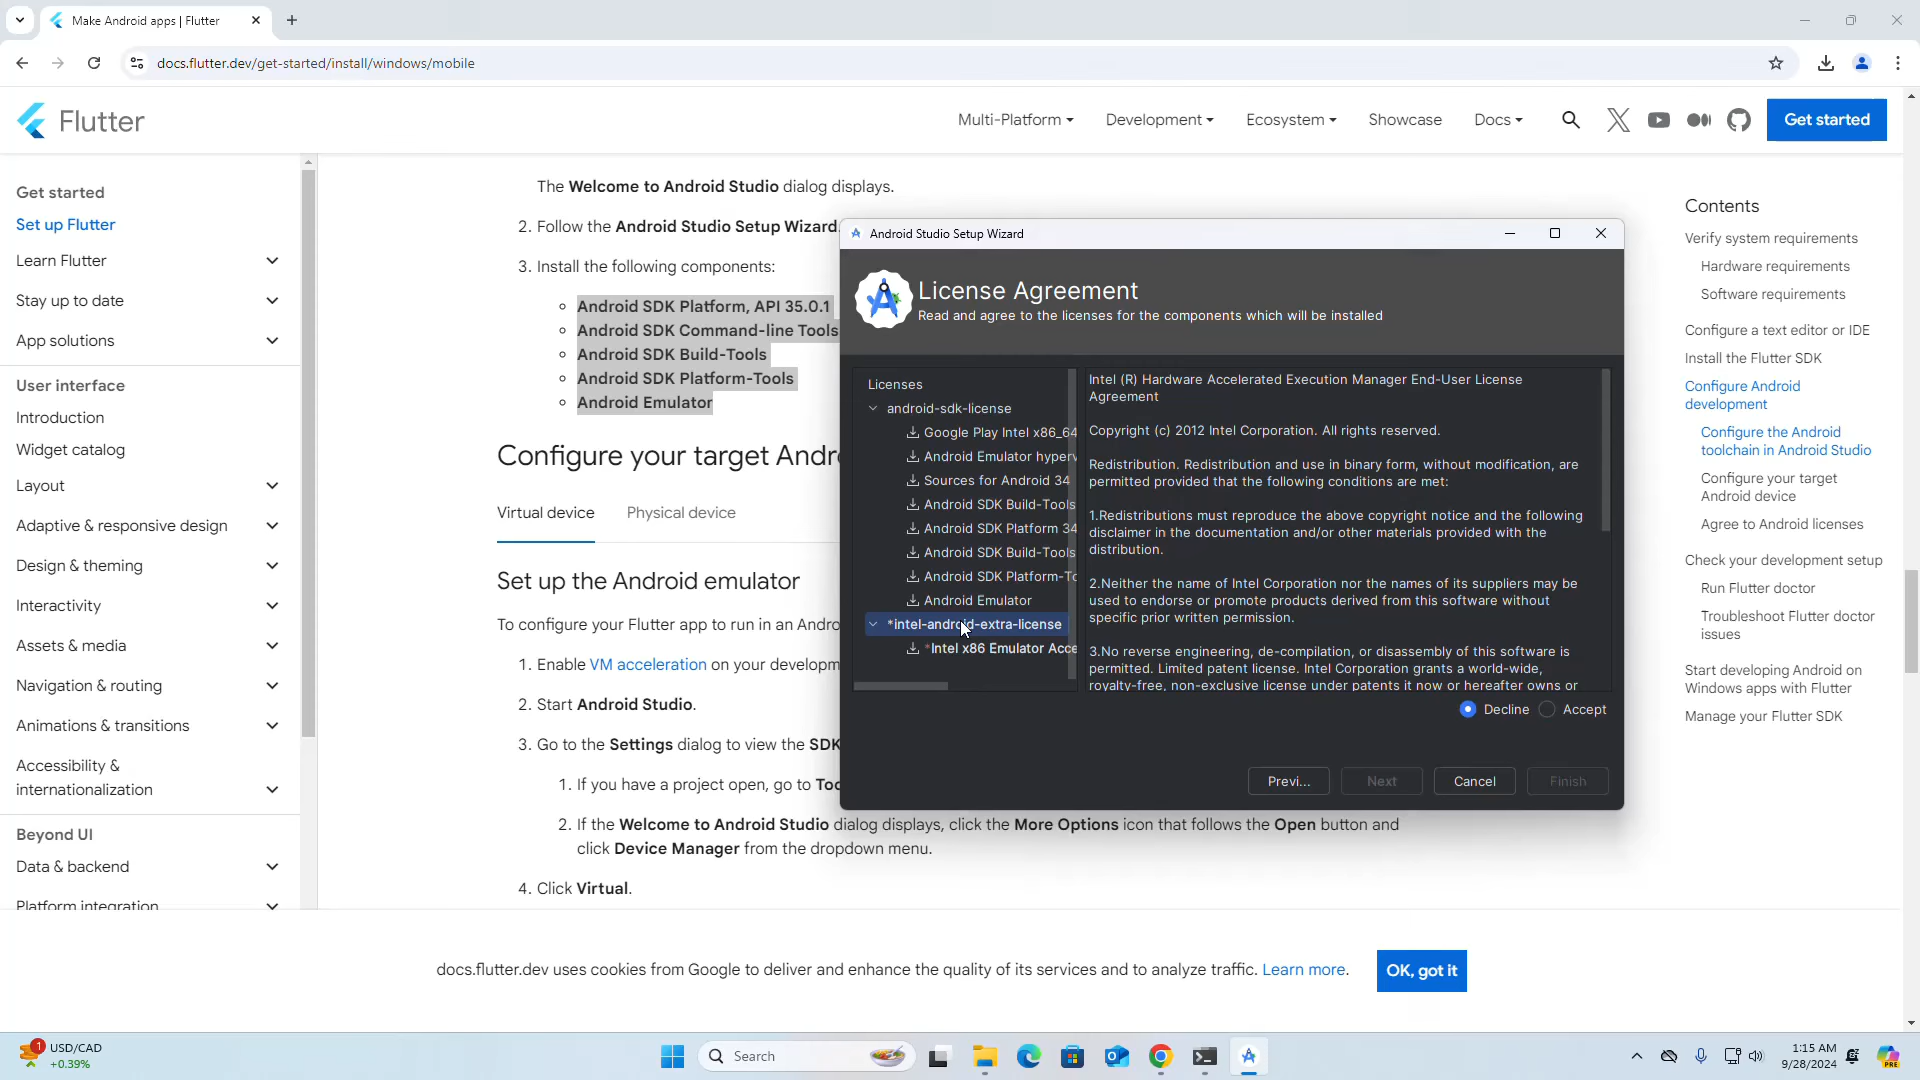 Make Android apps | Flutter
docs.flutter.dev/get-started/install/windows/mobile
Flutter
Multi-Platform
Development
Ecosystem
Showcase
Docs
Get started
Get started
Set up Flutter
Learn Flutter
Stay up to date
App solutions
User interface
Introduction
Widget catalog
Layout
Adaptive & responsive design
Design & theming
Interactivity
Assets & media
Navigation & routing
Animations & transitions
Accessibility &
internationalization
Beyond UI
Data & backend
Platform integration
The Welcome to Android Studio dialog displays.
2. Follow the Android Studio Setup Wizard
3. Install the following components:
Android SDK Platform, API 35.0.1
Android SDK Command-line Tools
Android SDK Build-Tools
Android SDK Platform-Tools
Android Emulator
Configure your target Andr
Virtual device
Physical device
Set up the Android emulator
To configure your Flutter app to run in an Andro
1. Enable VM acceleration on your developm
2. Start Android Studio.
3. Go to the Settings dialog to view the SDK
1. If you have a project open, go to Too
2. If the Welcome to Android Studio dialog displays, click the More Options icon that follows the Open button and
click Device Manager from the dropdown menu.
4. Click Virtual.
Android Studio Setup Wizard
License Agreement
Read and agree to the licenses for the components which will be installed
Licenses
android-sdk-license
Google Play Intel x86_64
Android Emulator hyperv
Sources for Android 34
Android SDK Build-Tools
Android SDK Platform 34
Android SDK Build-Tools
Android SDK Platform-To
Android Emulator
*intel-android-extra-license
*Intel x86 Emulator Acce
Intel (R) Hardware Accelerated Execution Manager End-User License
Agreement
Copyright (c) 2012 Intel Corporation. All rights reserved.
Redistribution. Redistribution and use in binary form, without modification, are
permitted provided that the following conditions are met:
1.Redistributions must reproduce the above copyright notice and the following
disclaimer in the documentation and/or other materials provided with the
distribution.
2.Neither the name of Intel Corporation nor the names of its suppliers may be
used to endorse or promote products derived from this software without
specific prior written permission.
3.No reverse engineering, de-compilation, or disassembly of this software is
permitted. Limited patent license. Intel Corporation grants a world-wide,
royalty-free, non-exclusive license under patents it now or hereafter owns or
Decline
Accept
Previ...
Next
Cancel
Finish
Contents
Verify system requirements
Hardware requirements
Software requirements
Configure a text editor or IDE
Install the Flutter SDK
Configure Android
development
Configure the Android
toolchain in Android Studio
Configure your target
Android device
Agree to Android licenses
Check your development setup
Run Flutter doctor
Troubleshoot Flutter doctor
issues
Start developing Android on
Windows apps with Flutter
Manage your Flutter SDK
docs.flutter.dev uses cookies from Google to deliver and enhance the quality of its services and to analyze traffic. Learn more.
OK, got it
1
USD/CAD
+0.39%
Search
1:15 AM
9/28/2024
PRE